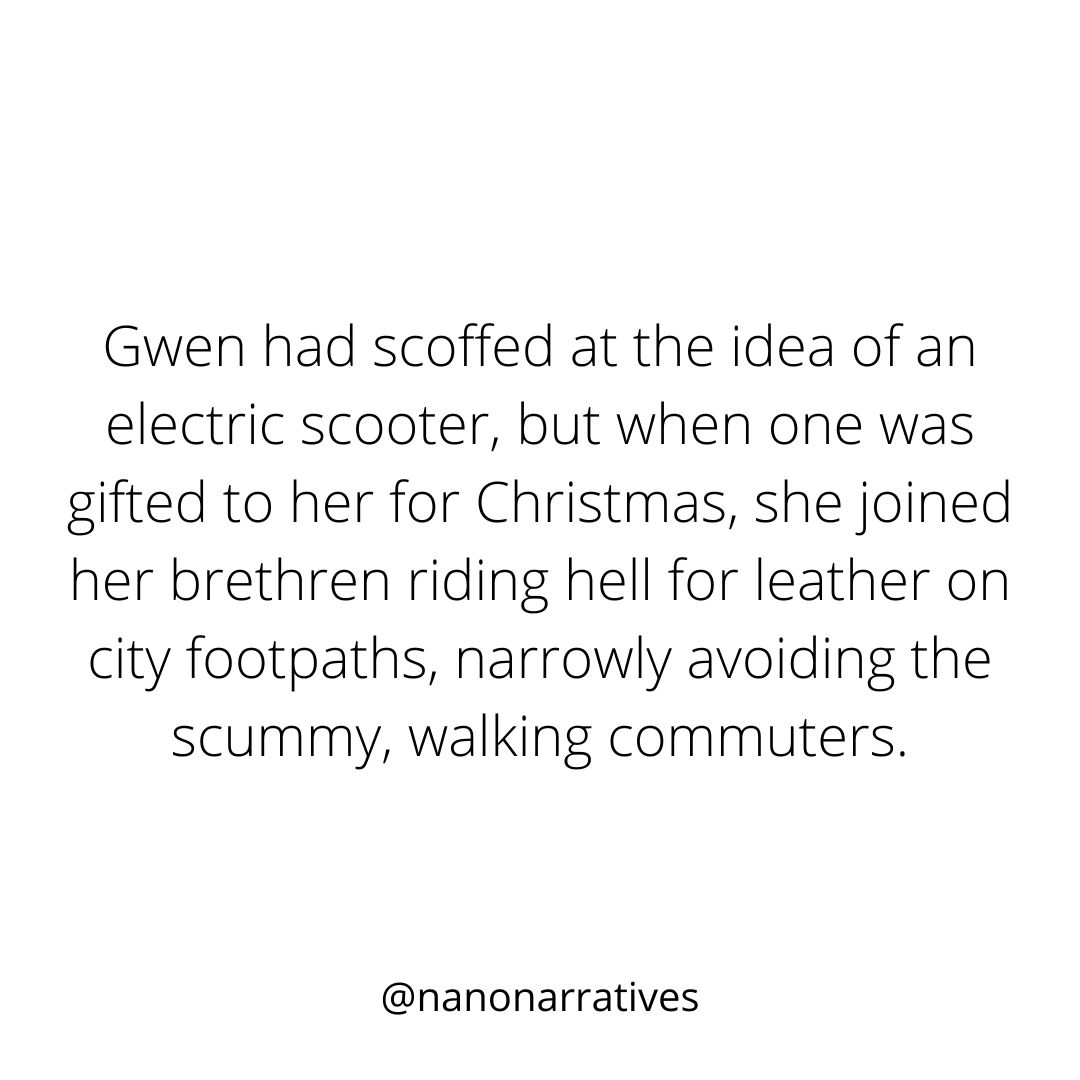 Gwen had scoffed at the idea of an
electric scooter, but when one was
gifted to her for Christmas, she joined
her brethren riding hell for leather on
city footpaths, narrowly avoiding the
scummy, walking commuters.
@nanonarratives